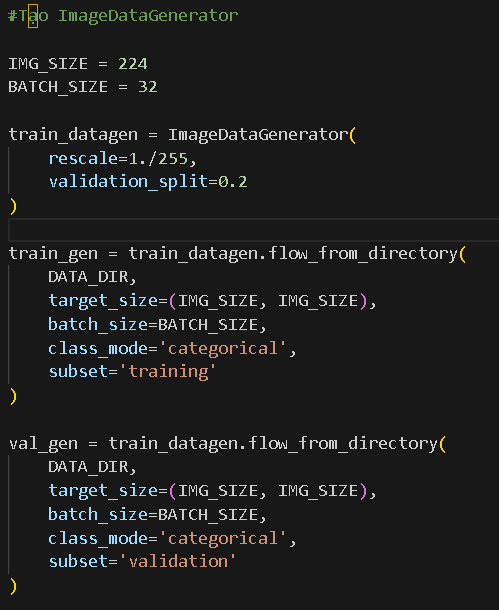 #Tạo ImageDataGenerator
IMG_SIZE = 224
BATCH_SIZE = 32
train_datagen = ImageDataGenerator(
    rescale=1./255,
    validation_split=0.2
)
train_gen = train_datagen.flow_from_directory(
    DATA_DIR,
    target_size=(IMG_SIZE, IMG_SIZE),
    batch_size=BATCH_SIZE,
    class_mode='categorical',
    subset='training'
)
val_gen = train_datagen.flow_from_directory(
    DATA_DIR,
    target_size=(IMG_SIZE, IMG_SIZE),
    batch_size=BATCH_SIZE,
    class_mode='categorical',
    subset='validation'
)